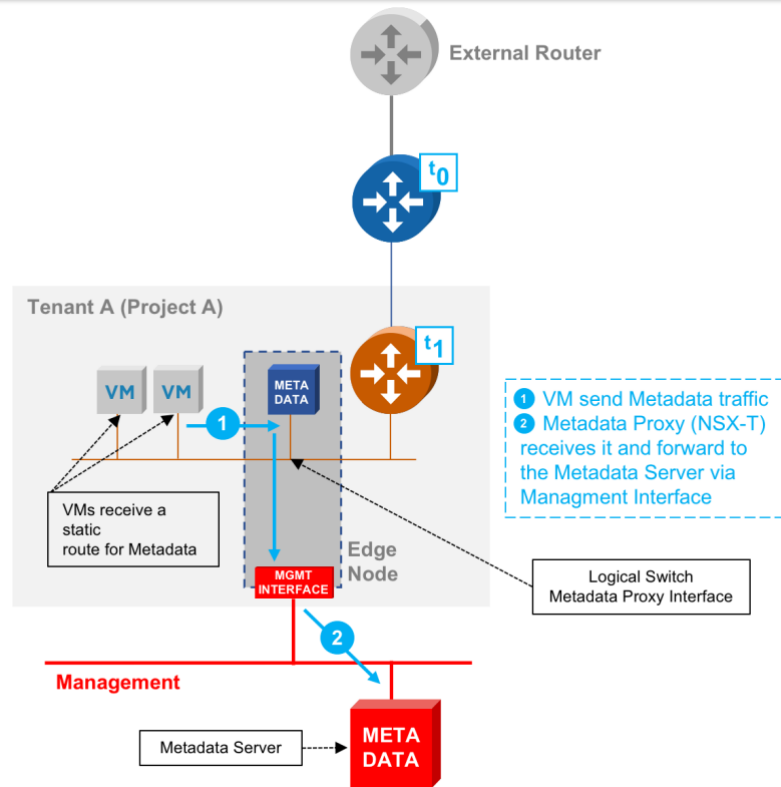 External Router
t0
Tenant A (Project A)
t1
VM
VM
META
DATA
1 VM send Metadata traffic
2 Metadata Proxy (NSX-T)
receives it and forward to
the Metadata Server via
Managment Interface
1
VMs receive a
static
route for Metadata
Edge
Node
MGMT
INTERFACE
Logical Switch
Metadata Proxy Interface
2
Management
Metadata Server
META
DATA